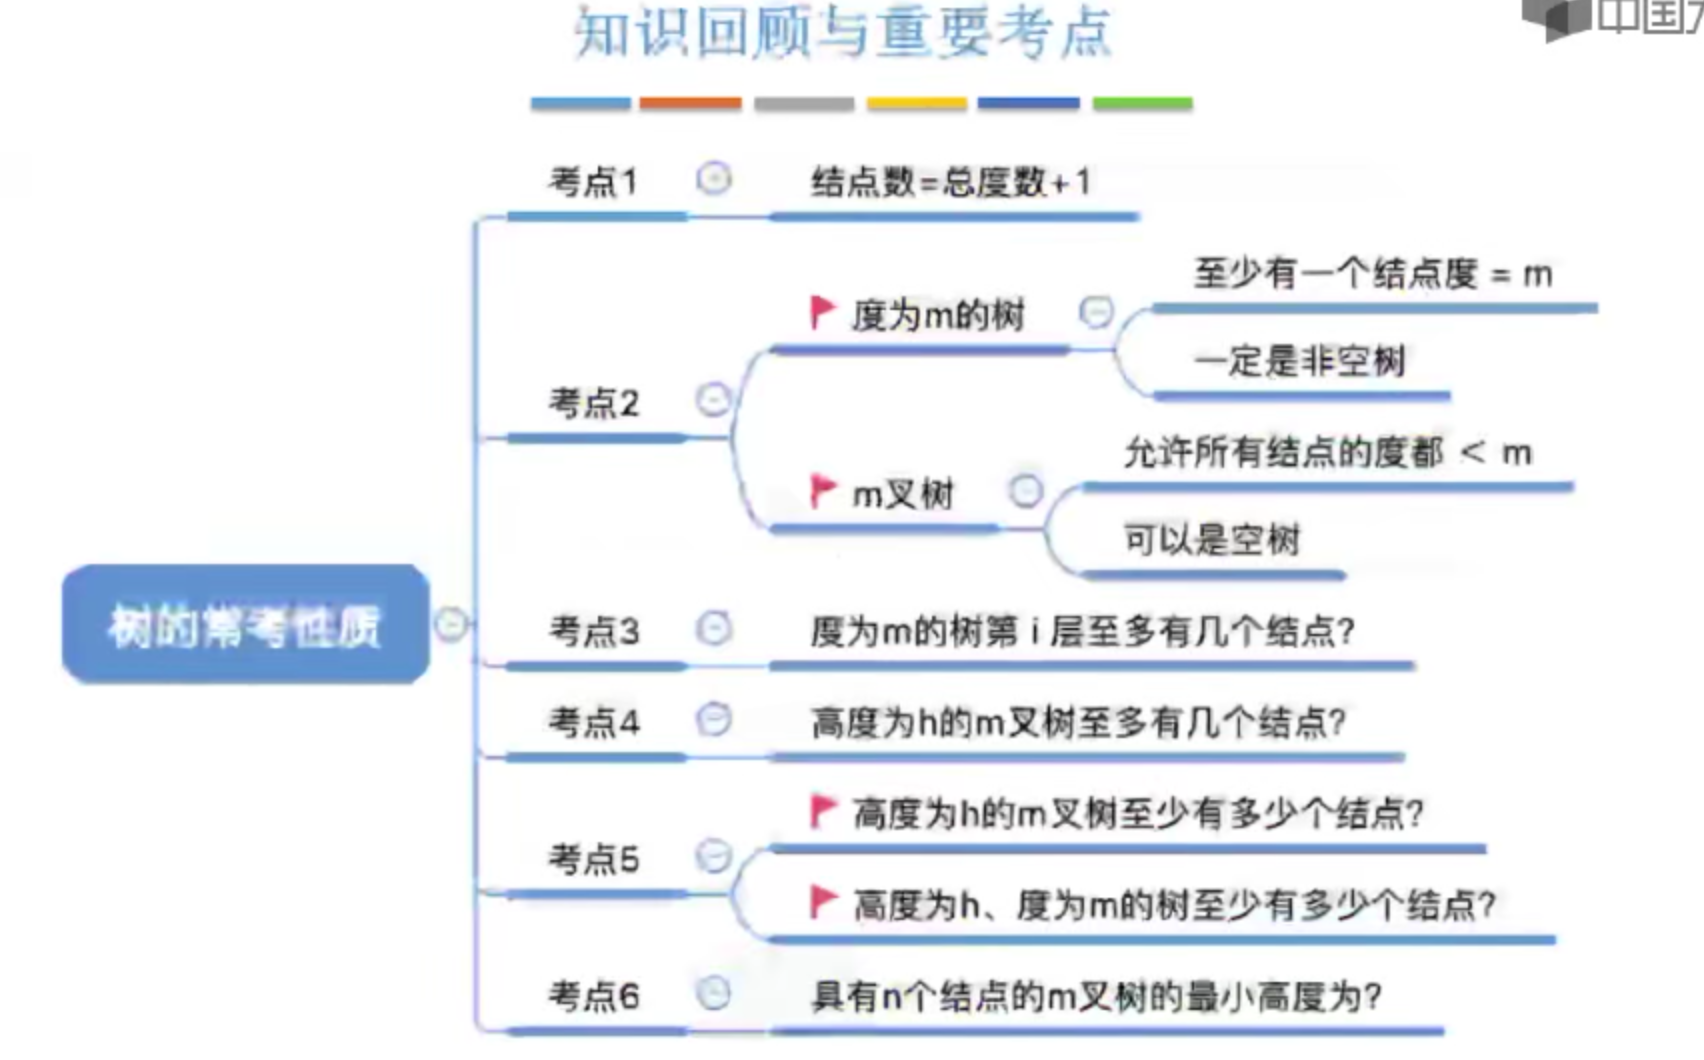 知识回顾与重要考点
中国
考点1
结点数=总度数+1
至少有一个结点度 = m
度为m的树
一定是非空树
考点2
允许所有结点的度都 < m
m叉树
可以是空树
树的常考性质
考点3
度为m的树第 i 层至多有几个结点?
考点4
高度为h的m叉树至多有几个结点?
高度为h的m叉树至少有多少个结点?
考点5
高度为h、度为m的树至少有多少个结点?
考点6
具有n个结点的m叉树的最小高度为?